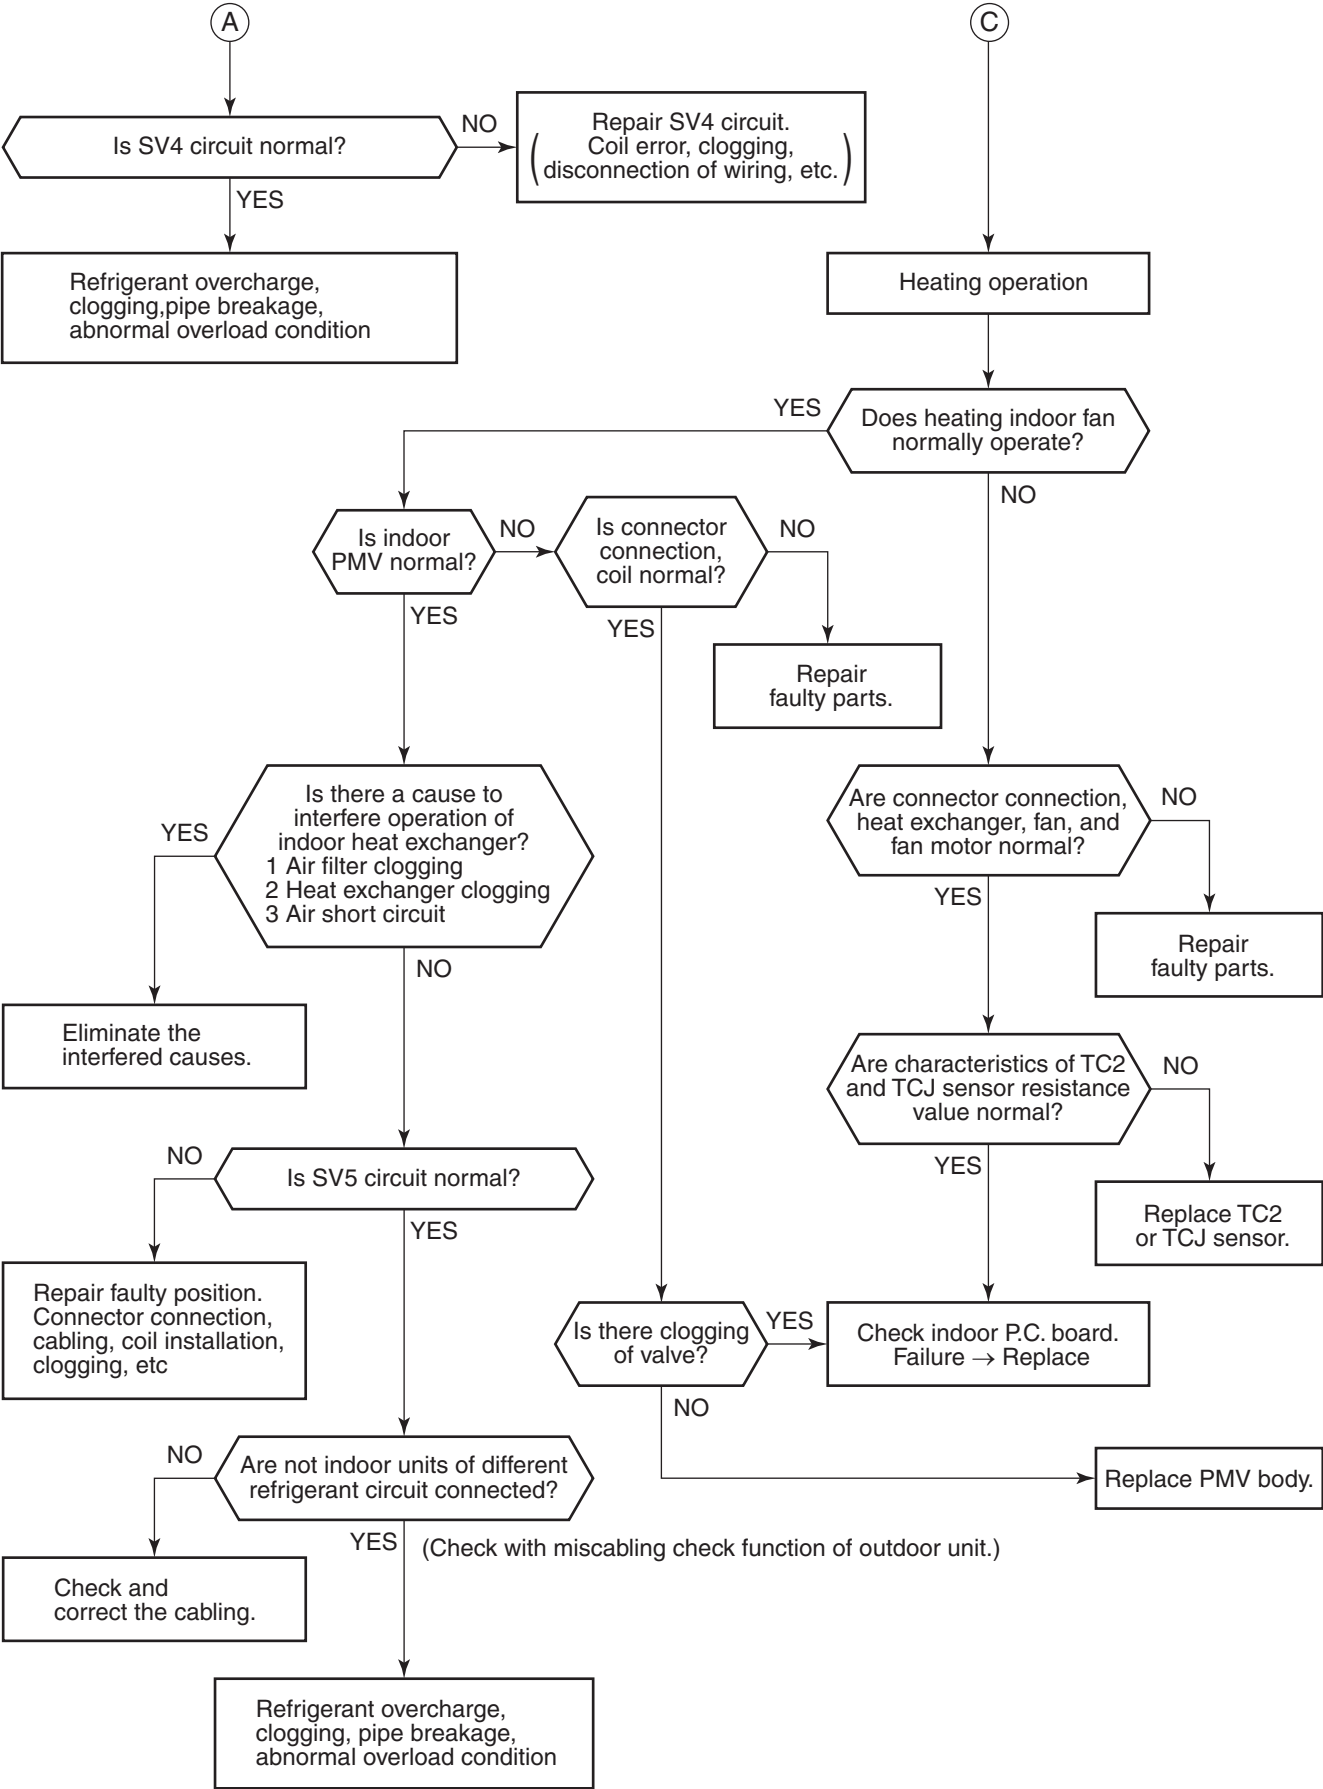 A
C
Is SV4 circuit normal?
NO
Repair SV4 circuit.
(Coil error, clogging,
disconnection of wiring, etc.)
YES
Refrigerant overcharge,
clogging,pipe breakage,
abnormal overload condition
Heating operation
Does heating indoor fan
normally operate?
YES
NO
Is indoor
PMV normal?
NO
Is connector
connection,
coil normal?
NO
YES
YES
Repair
faulty parts.
Is there a cause to
interfere operation of
indoor heat exchanger?
1 Air filter clogging
2 Heat exchanger clogging
3 Air short circuit
YES
NO
Are connector connection,
heat exchanger, fan, and
fan motor normal?
NO
YES
Repair
faulty parts.
Eliminate the
interfered causes.
Are characteristics of TC2
and TCJ sensor resistance
value normal?
NO
YES
Replace TC2
or TCJ sensor.
Is SV5 circuit normal?
NO
YES
Repair faulty position.
Connector connection,
cabling, coil installation,
clogging, etc
Is there clogging
of valve?
YES
NO
Check indoor P.C. board.
Failure → Replace
Replace PMV body.
Are not indoor units of different
refrigerant circuit connected?
NO
YES
(Check with miscabling check function of outdoor unit.)
Check and
correct the cabling.
Refrigerant overcharge,
clogging, pipe breakage,
abnormal overload condition